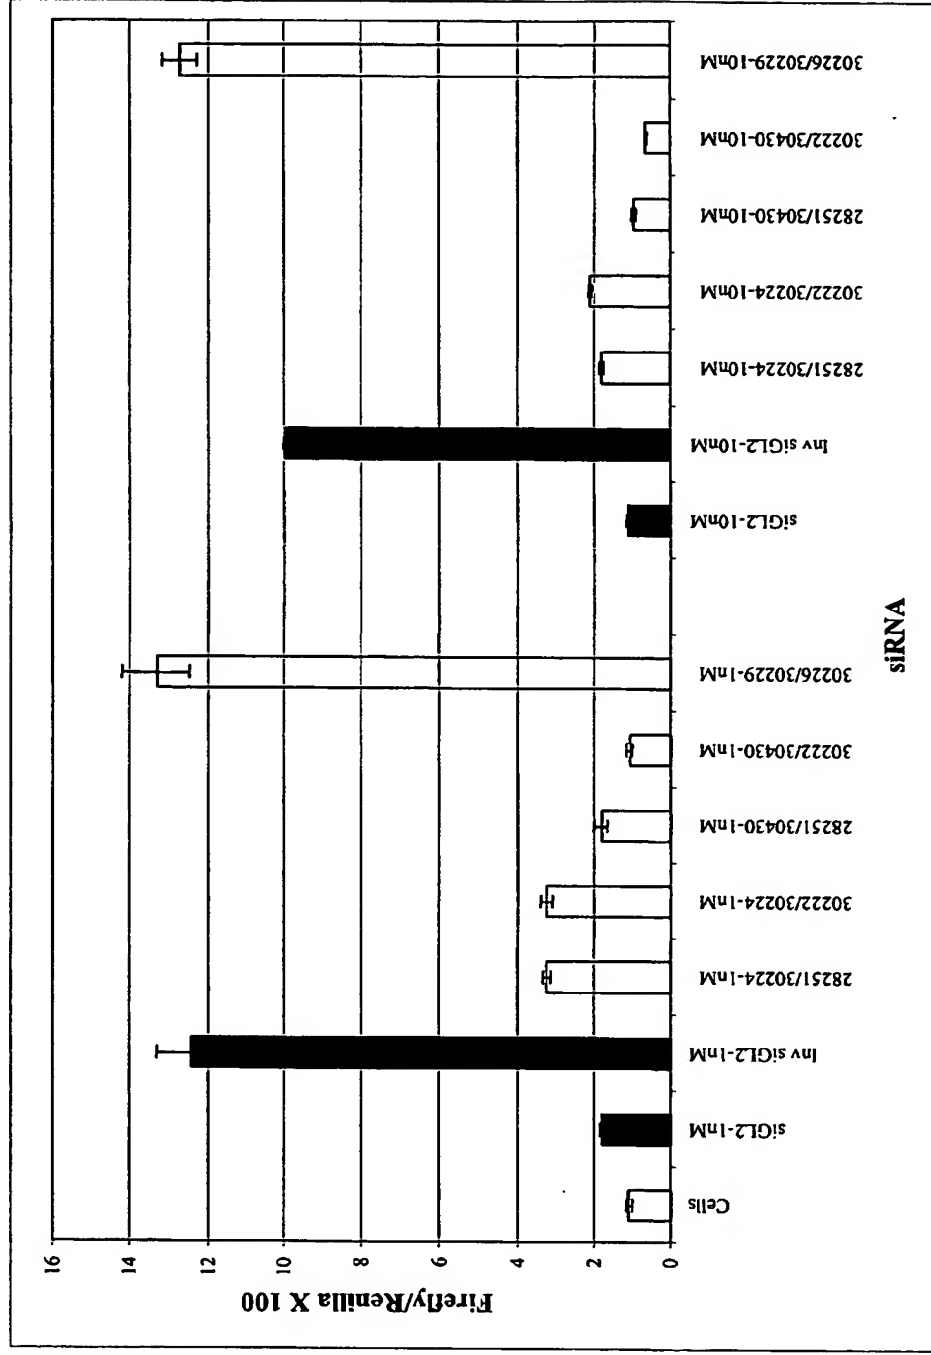 Firefly/Renilla X 100
16
14
12
10
8
6
4
2
0
Cells
siGL2-1nM
Inv siGL2-1nM
28251/30224-1nM
30222/30224-1nM
28251/30430-1nM
30222/30430-1nM
30226/30229-1nM
siGL2-10nM
Inv siGL2-10nM
28251/30224-10nM
30222/30224-10nM
28251/30430-10nM
30222/30430-10nM
30226/30229-10nM
siRNA